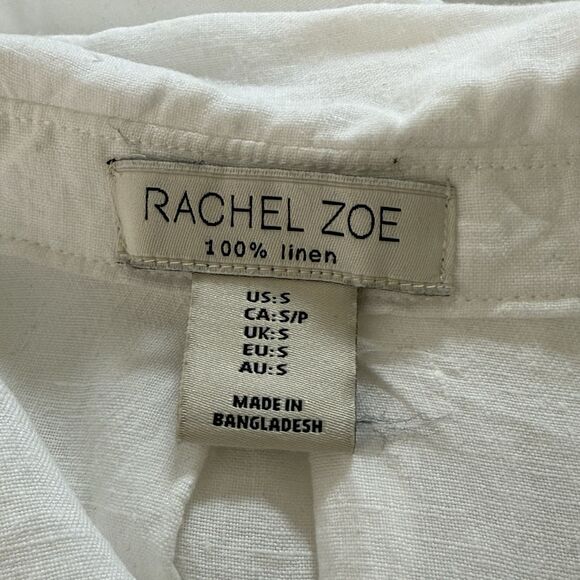 RACHEL ZOE
100% linen
US:S
CA:S/P
UK:S
EU:S
AU:S
MADE IN
BANGLADESH